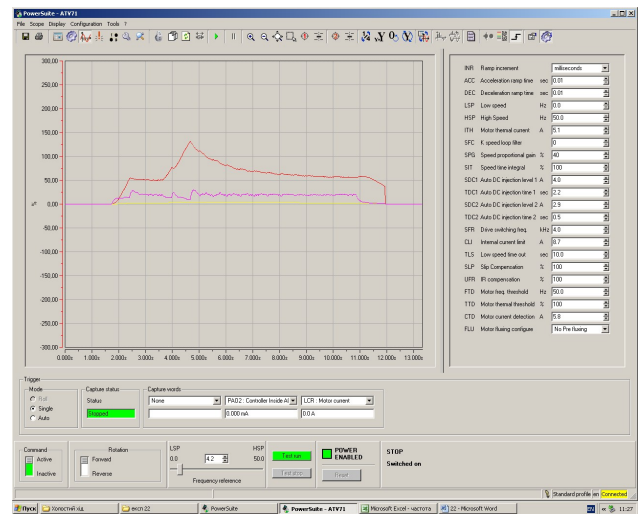 PowerSuite - ATV71
File Scope Display Configuration Tools ?
300,00
250,00
200,00
150,00
100,00
50,00
%
0.00
-50,00
-100,00
-150,00
-200,00
-250,00
-300,00
0.000s 1.000s 2.000s 3.000s 4.000s 5.000s 6.000s 7.000s 8.000s 9.000s 10.000s 11.000s 12.000s 13.000s
INR Ramp increment milliseconds
ACC Acceleration ramp time sec 0.01
DEC Deceleration ramp time sec 0.01
LSP Low speed Hz 0.0
HSP High Speed Hz 50.0
ITH Motor thermal current A 5.1
SFC K speed loop filter 0
SPG Speed proportional gain % 40
SIT Speed time integral % 100
SDC1 Auto DC injection level 1 A 4.0
TDC1 Auto DC injection time 1 sec 2.2
SDC2 Auto DC injection level 2 A 2.9
TDC2 Auto DC injection time 2 sec 0.5
SFR Drive switching freq. kHz 4.0
CLI Internal current limit A 8.7
TLS Low speed time out sec 10.0
SLP Slip Compensation % 100
UFR IR compensation % 100
FTD Motor freq. threshold Hz 50.0
TTD Motor thermal threshold % 100
CTD Motor current detection A 5.8
FLU Motor fluxing configure No Pre fluxing
Trigger
Mode
Roll
Single
Auto
Capture status
Status
Stopped
Capture words
None PAO2 : Controller Inside A( LCR : Motor current
0.000 mA 0.0 A
Command
Active
Inactive
Rotation
Forward
Reverse
LSP HSP
0.0 4.2 50.0
Frequency reference
Test run
Test stop
POWER ENABLED
Reset
STOP
Switched on
Standard profile en Connected
Пуск Холостий хід експ 22 PowerSuite PowerSuite - ATV71 Microsoft Excel - частота 22 - Microsoft Word EN 11:27